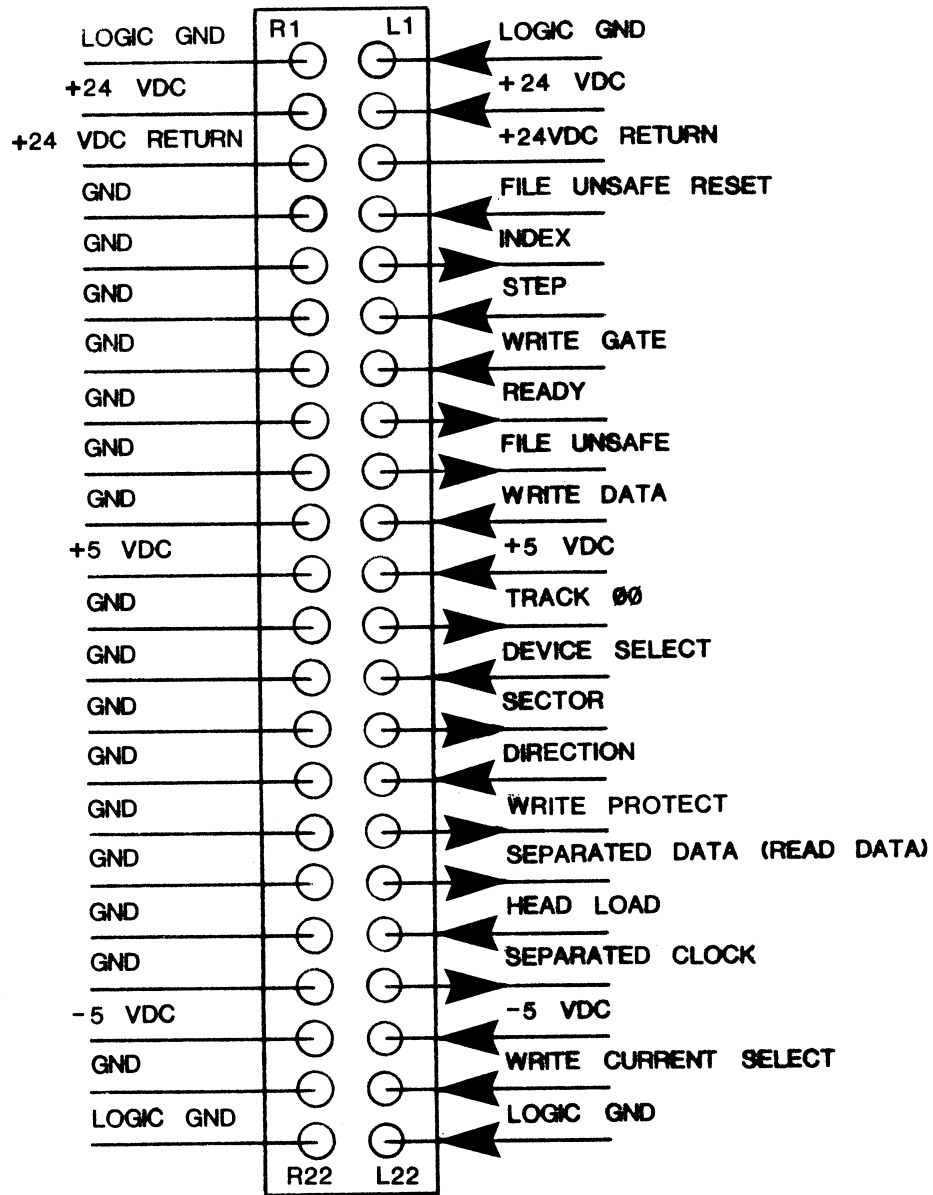 R1 L1
LOGIC GND LOGIC GND
+24 VDC +24 VDC
+24 VDC RETURN +24VDC RETURN
GND FILE UNSAFE RESET
GND INDEX
GND STEP
GND WRITE GATE
GND READY
GND FILE UNSAFE
GND WRITE DATA
+5 VDC +5 VDC
GND TRACK ØØ
GND DEVICE SELECT
GND SECTOR
GND DIRECTION
GND WRITE PROTECT
GND SEPARATED DATA (READ DATA)
GND HEAD LOAD
GND SEPARATED CLOCK
-5 VDC -5 VDC
GND WRITE CURRENT SELECT
LOGIC GND LOGIC GND
R22 L22